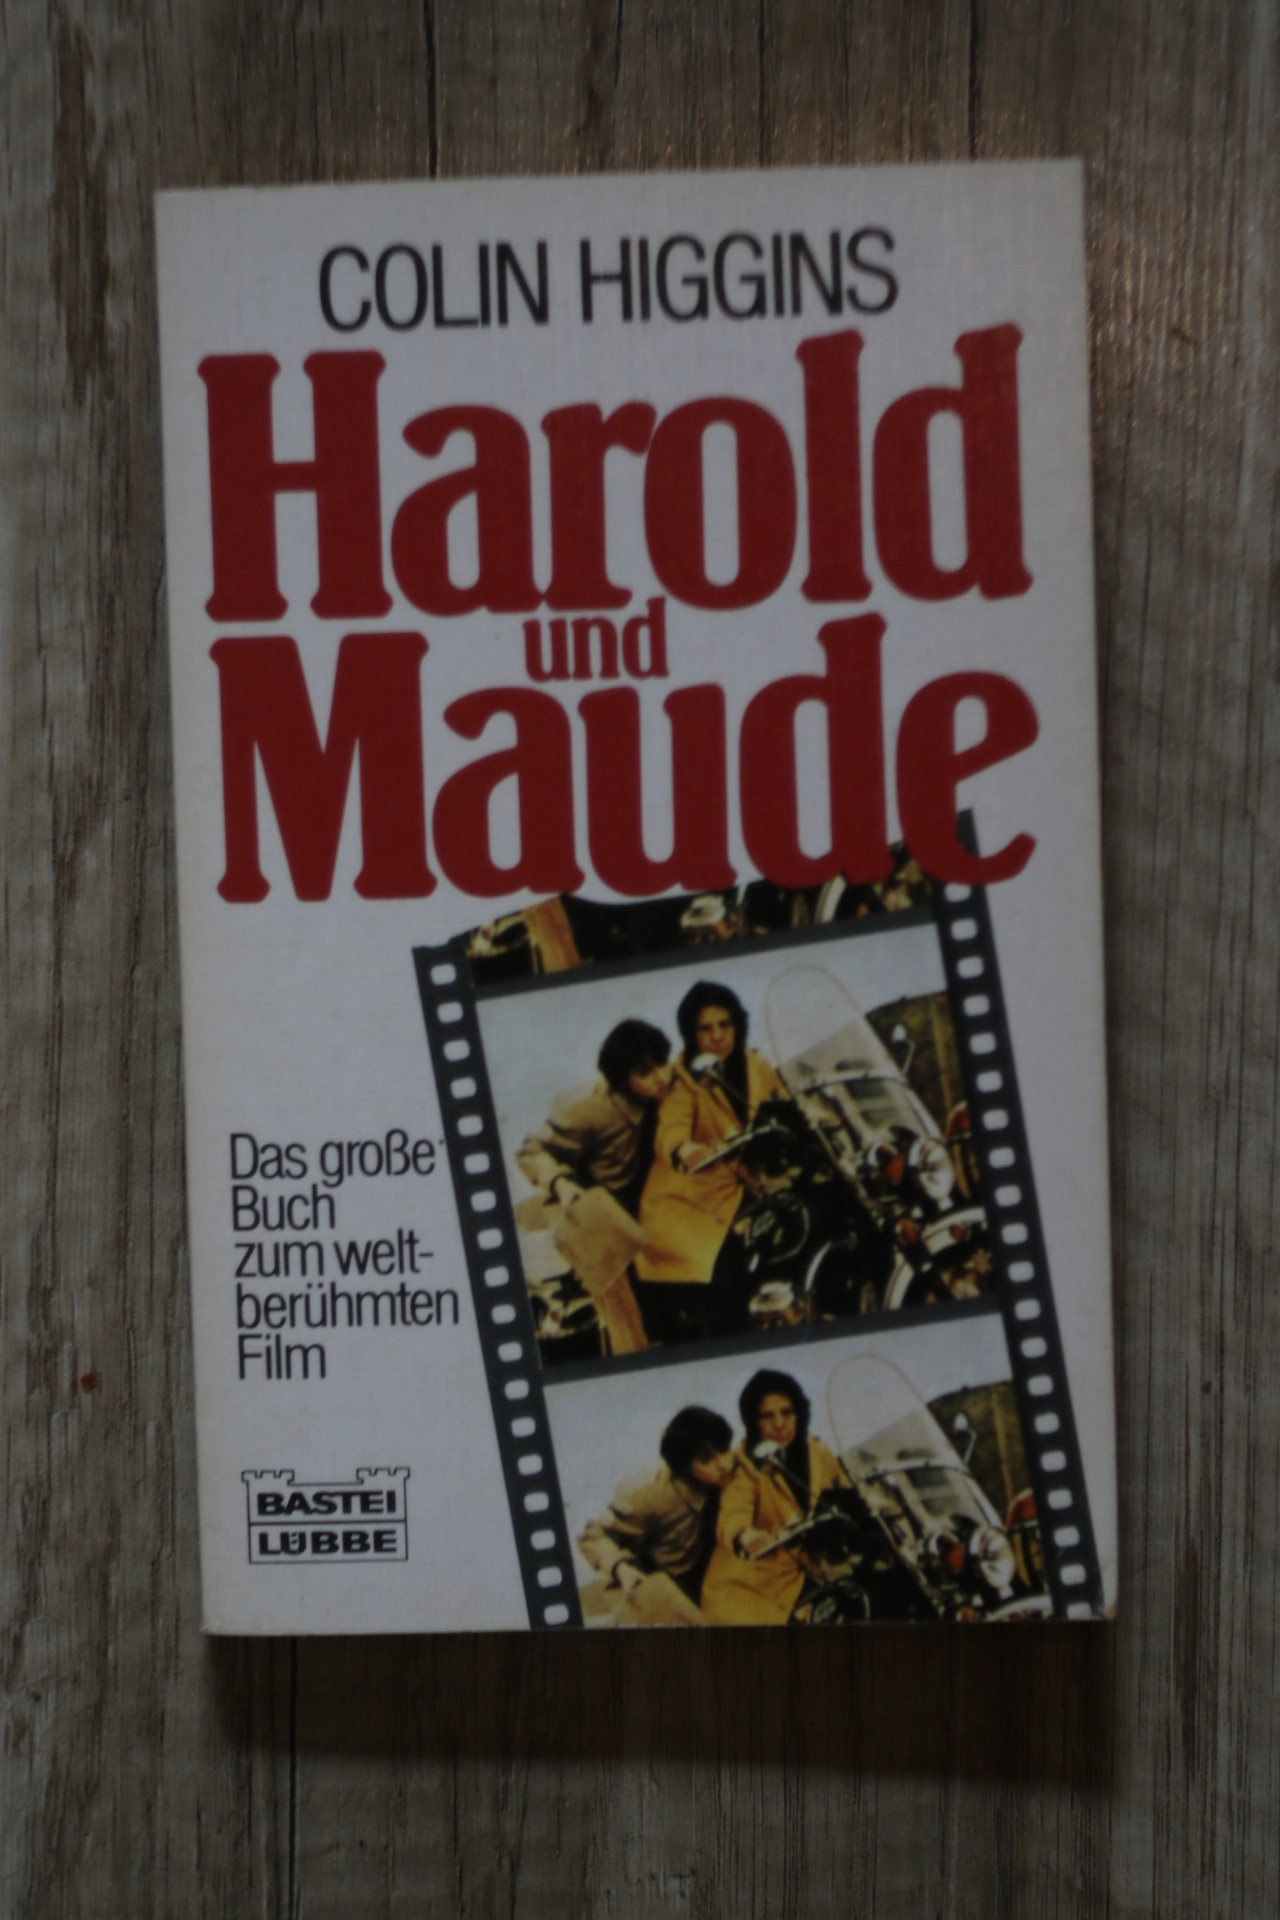 COLIN HIGGINS
Harold
und
Maude
Das große
Buch
zum welt-
berühmten
Film
BASTEI
LÜBBE